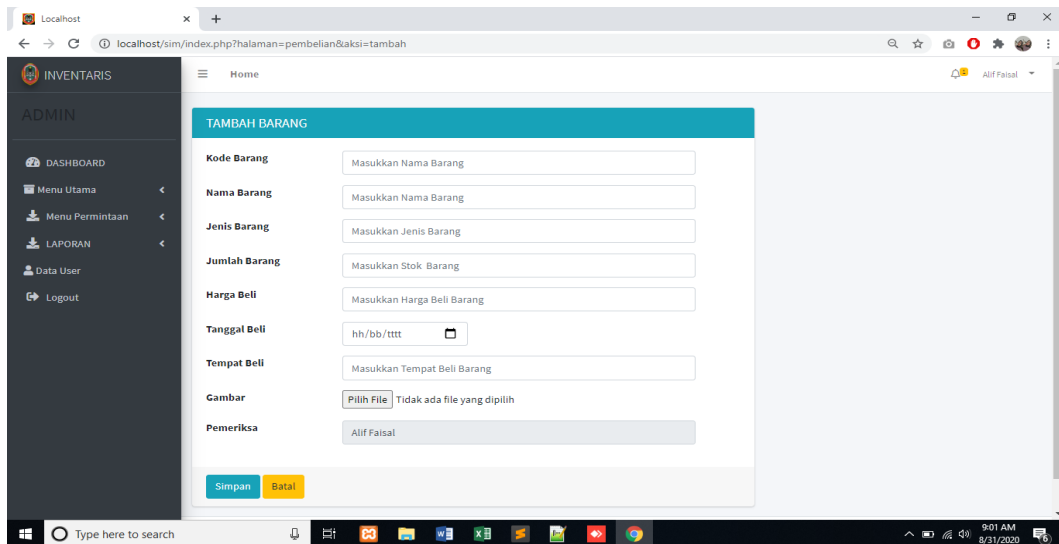 Localhost
localhost/sim/index.php?halaman=pembelian&aksi=tambah
INVENTARIS
Home
Alif Faisal
ADMIN
DASHBOARD
Menu Utama
Menu Permintaan
LAPORAN
Data User
Logout
TAMBAH BARANG
Kode Barang
Masukkan Nama Barang
Nama Barang
Masukkan Nama Barang
Jenis Barang
Masukkan Jenis Barang
Jumlah Barang
Masukkan Stok Barang
Harga Beli
Masukkan Harga Beli Barang
Tanggal Beli
hh/bb/tttt
Tempat Beli
Masukkan Tempat Beli Barang
Gambar
Pilih File Tidak ada file yang dipilih
Pemeriksa
Alif Faisal
Simpan Batal
Type here to search
9:01 AM
8/31/2020